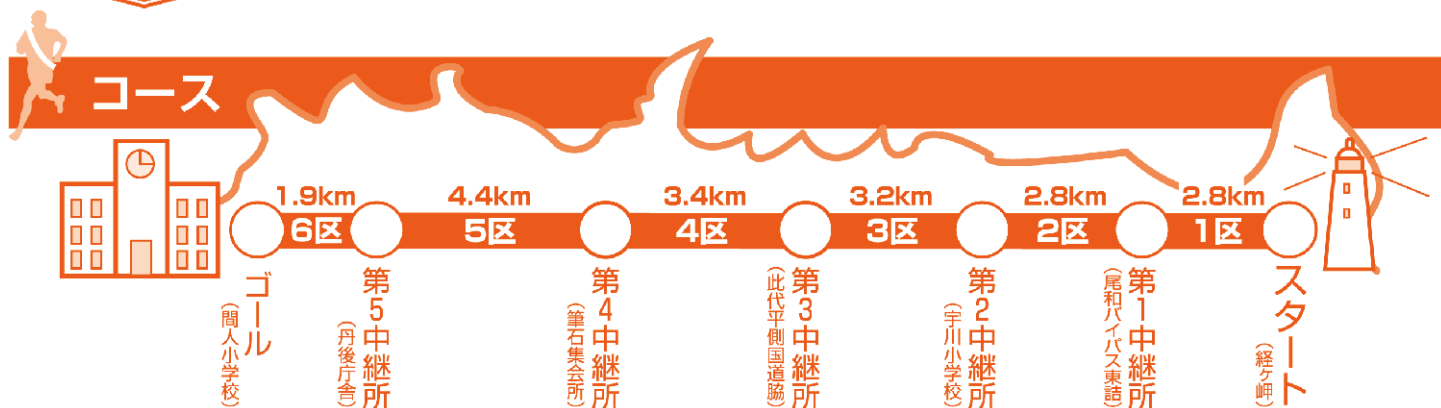 コース
1.9km
4.4km
3.4km
3.2km
2.8km
2.8km
6区
5区
4区
3区
2区
1区
ゴール
(間人小学校)
第5中継所
(丹後庁舎)
第4中継所
(筆石集会所)
第3中継所
(此代平側国道脇)
第2中継所
(宇川小学校)
第1中継所
(尾和バイパス東詰)
スタート
(経ヶ岬)